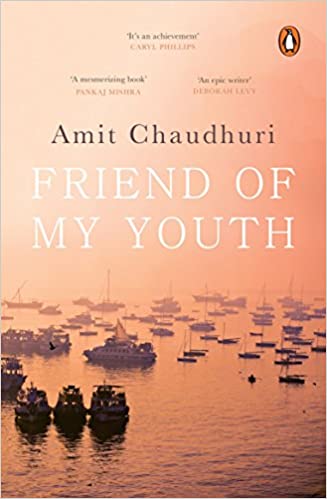 ‘It’s an achievement’
CARYL PHILLIPS
‘A mesmerizing book’
PANKAJ MISHRA
‘An epic writer’
DEBORAH LEVY
Amit Chaudhuri
FRIEND OF
MY YOUTH